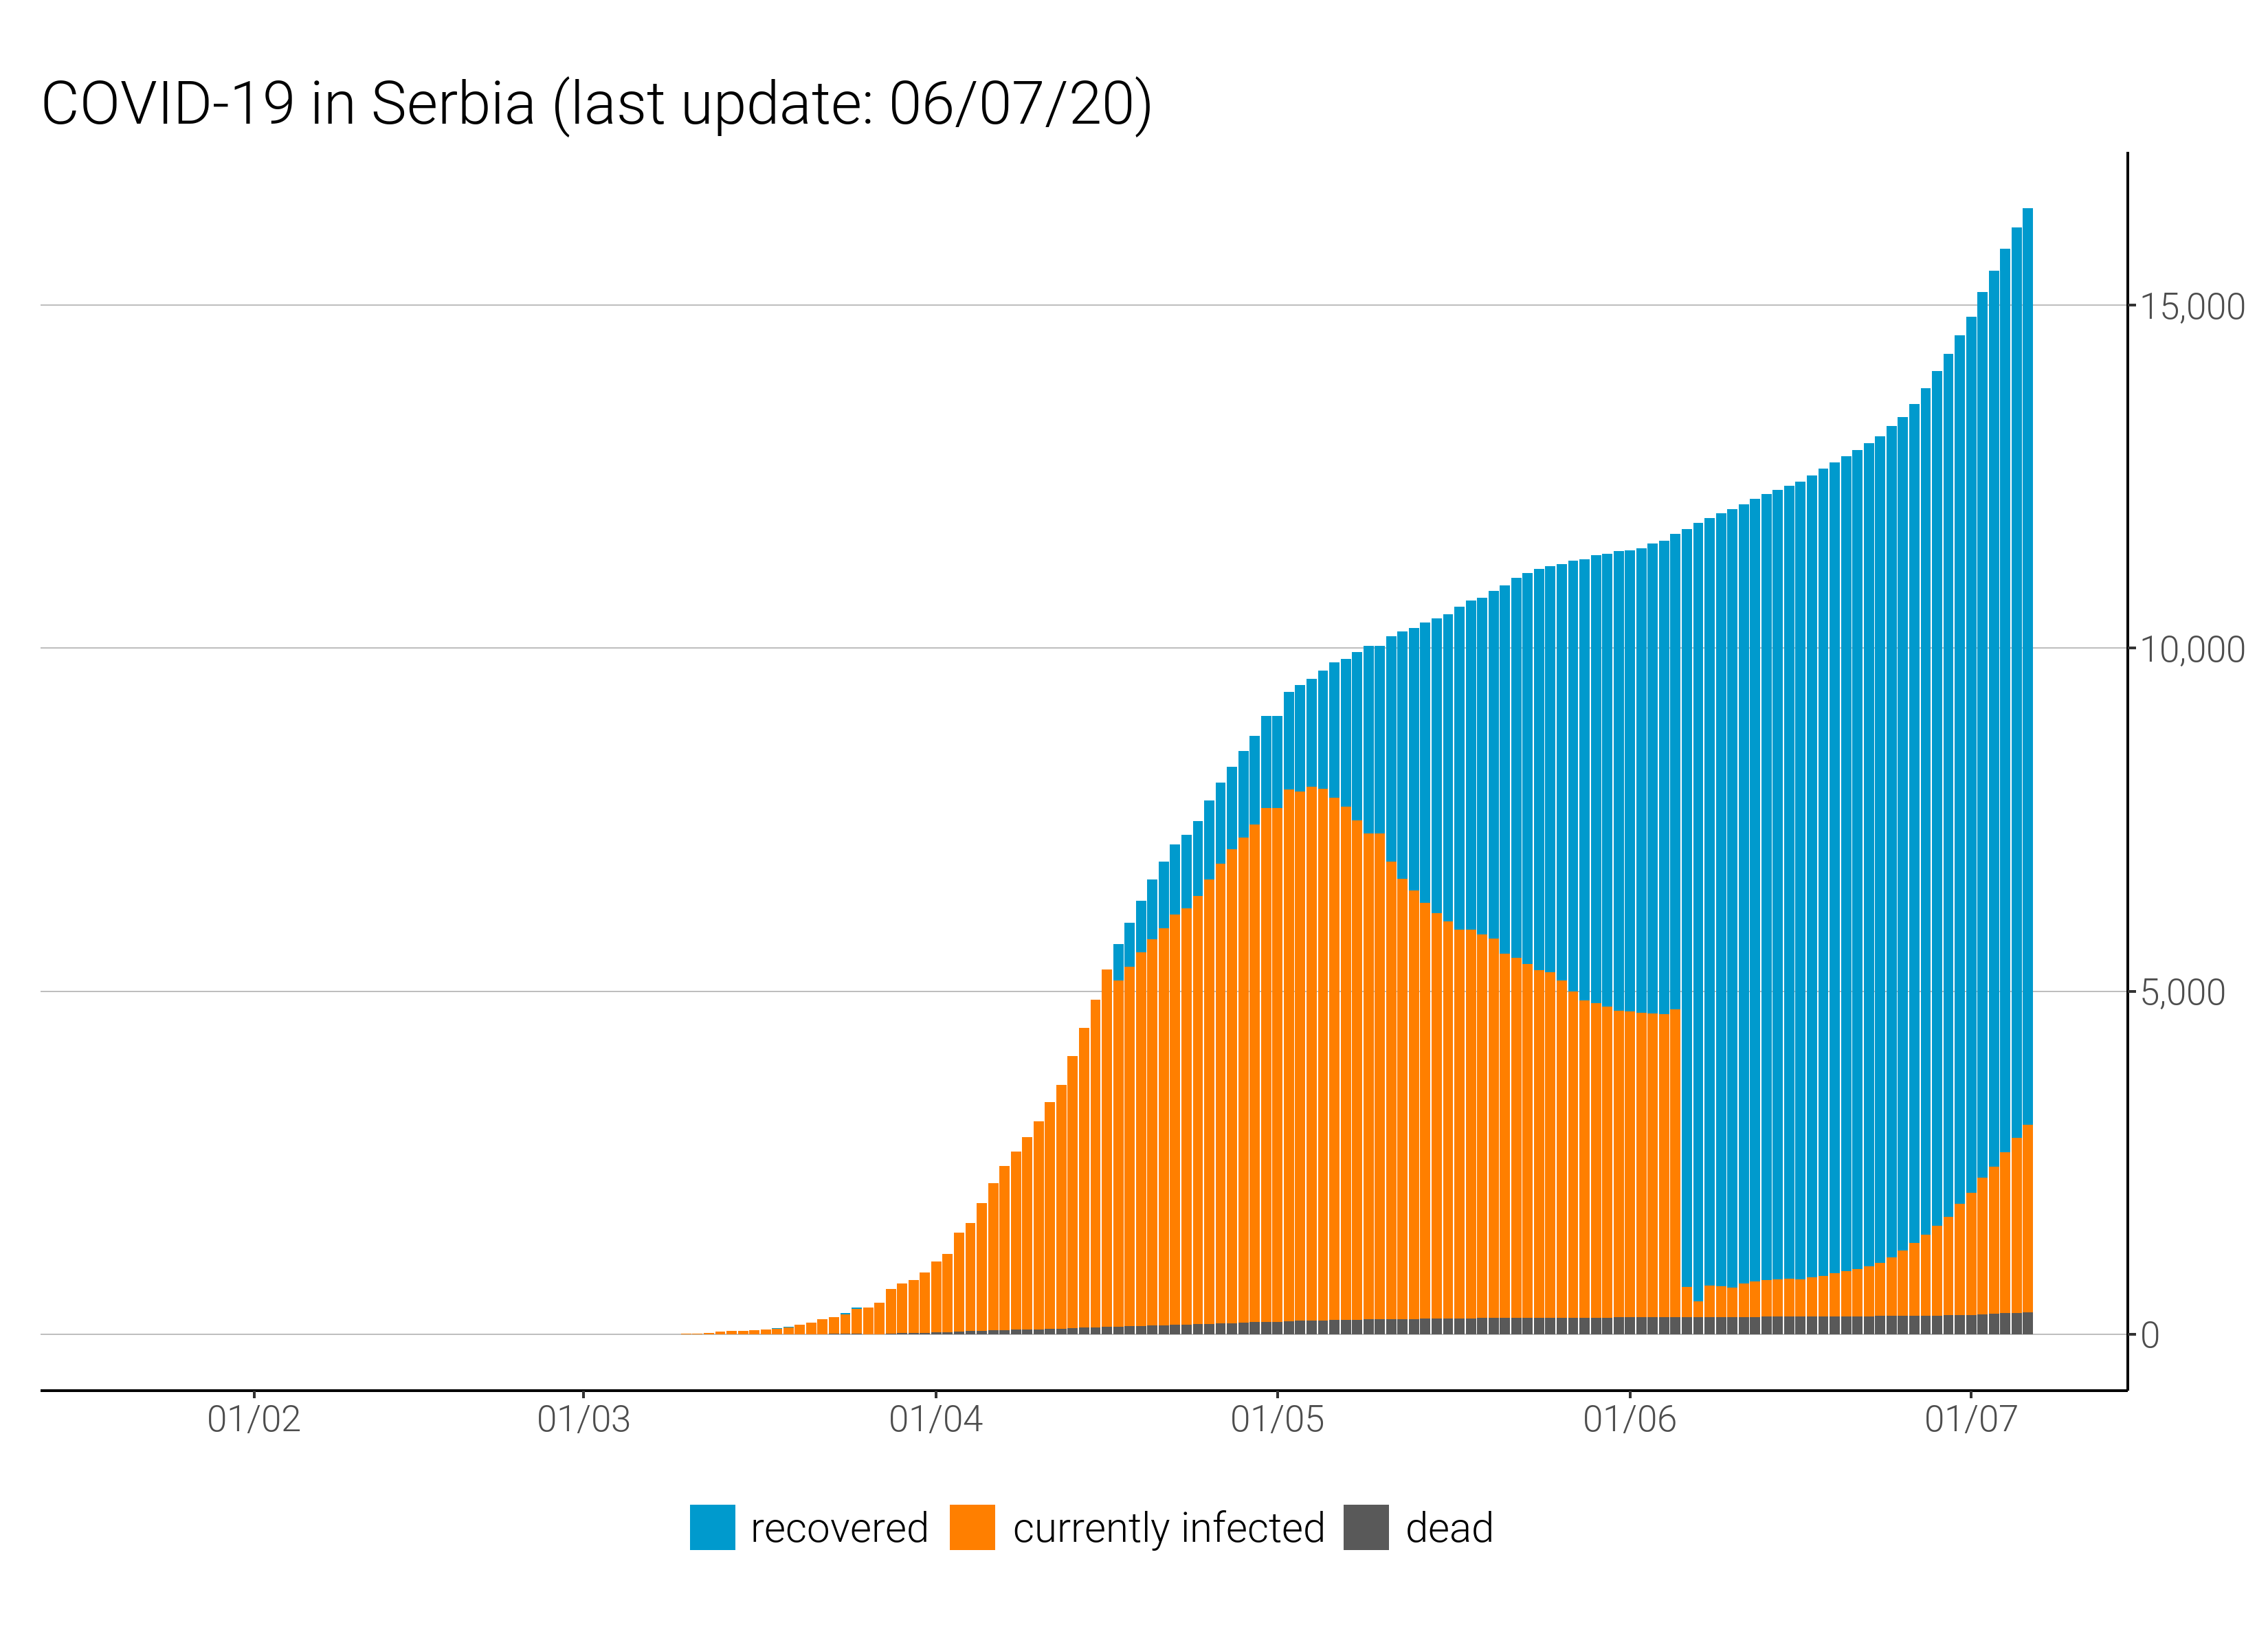 COVID-19 in Serbia (last update: 06/07/20)
15,000
10,000
5,000
0
01/02 01/03 01/04 01/05 01/06 01/07
recovered currently infected dead